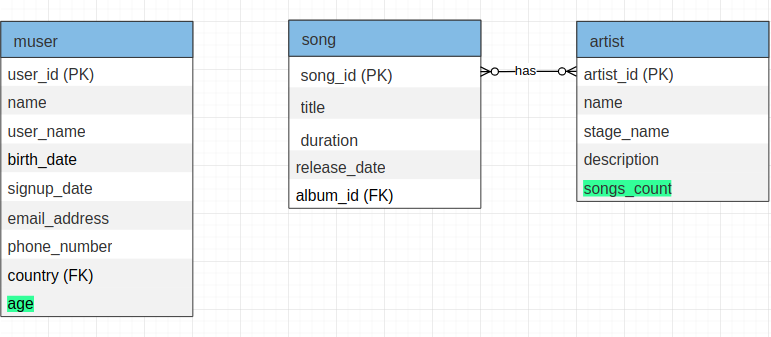 muser
user_id (PK)
name
user_name
birth_date
signup_date
email_address
phone_number
country (FK)
age
song
song_id (PK)
title
duration
release_date
album_id (FK)
has
artist
artist_id (PK)
name
stage_name
description
songs_count